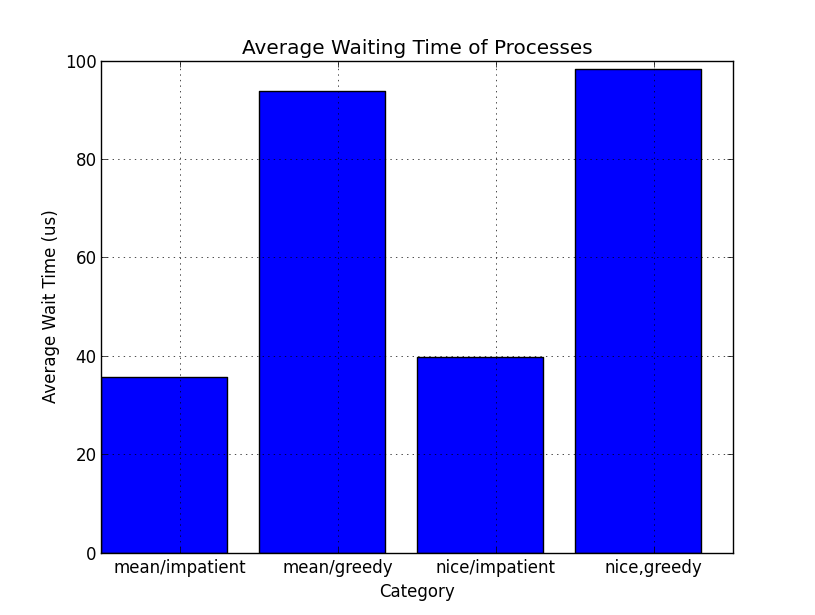 Average Waiting Time of Processes
100
80
60
40
20
0
Average Wait Time (us)
mean/impatient mean/greedy nice/impatient nice,greedy
Category